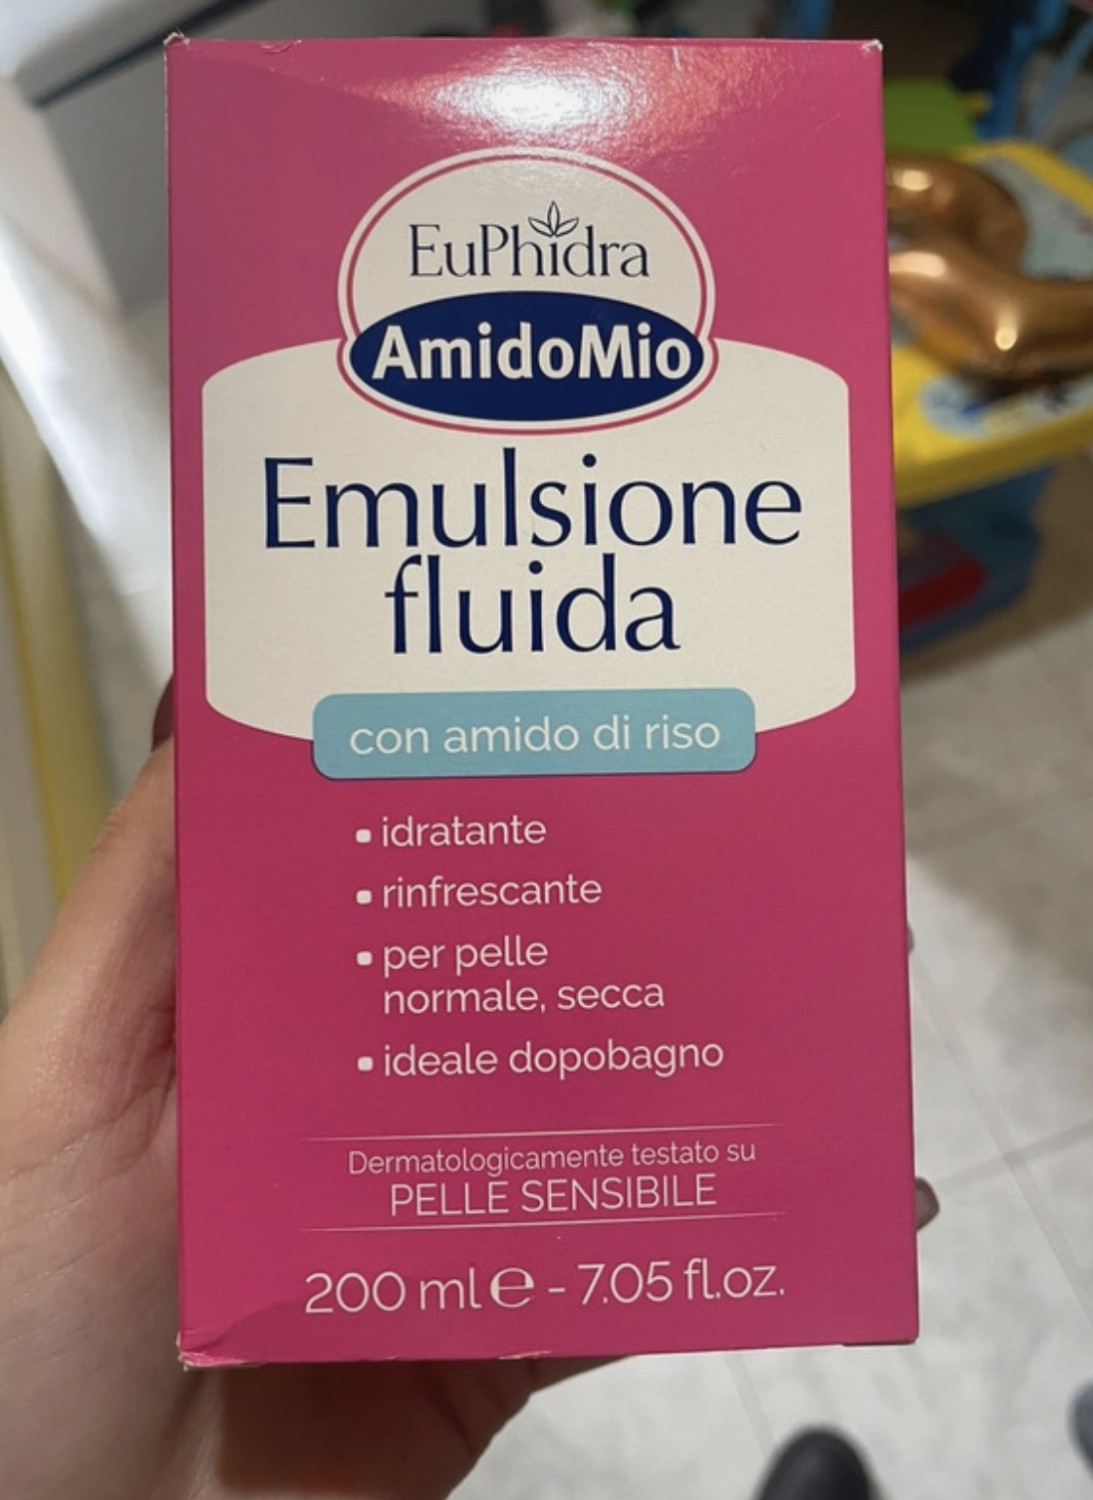 EuPhidra
AmidoMio
Emulsione
fluida
con amido di riso
▪ idratante
▪ rinfrescante
▪ per pelle
normale, secca
▪ ideale dopobagno
Dermatologicamente testato su
PELLE SENSIBILE
200 ml ℮ - 7.05 fl.oz.